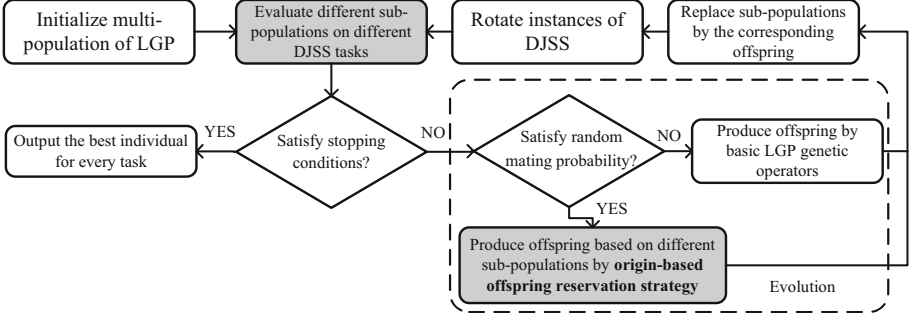 Initialize multi-
population of LGP
Evaluate different sub-
populations on different
DJSS tasks
Rotate instances of
DJSS
Replace sub-populations
by the corresponding
offspring
Output the best individual
for every task
YES
Satisfy stopping
conditions?
NO
Satisfy random
mating probability?
NO
Produce offspring by
basic LGP genetic
operators
YES
Produce offspring based on different
sub-populations by origin-based
offspring reservation strategy
Evolution